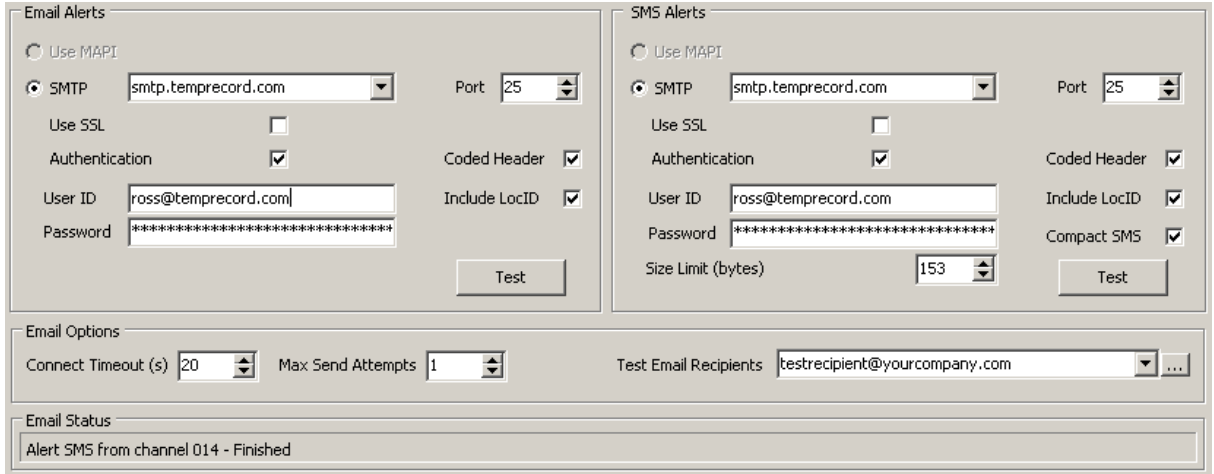 Email Alerts
Use MAPI
SMTP smtp.temprecord.com Port 25
Use SSL
Authentication Coded Header
User ID ross@temprecord.com Include LocID
Password ******************************
Test
SMS Alerts
Use MAPI
SMTP smtp.temprecord.com Port 25
Use SSL
Authentication Coded Header
User ID ross@temprecord.com Include LocID
Password ******************************
Compact SMS
Size Limit (bytes) 153 Test
Email Options
Connect Timeout (s) 20 Max Send Attempts 1 Test Email Recipients testrecipient@yourcompany.com ...
Email Status
Alert SMS from channel 014 - Finished